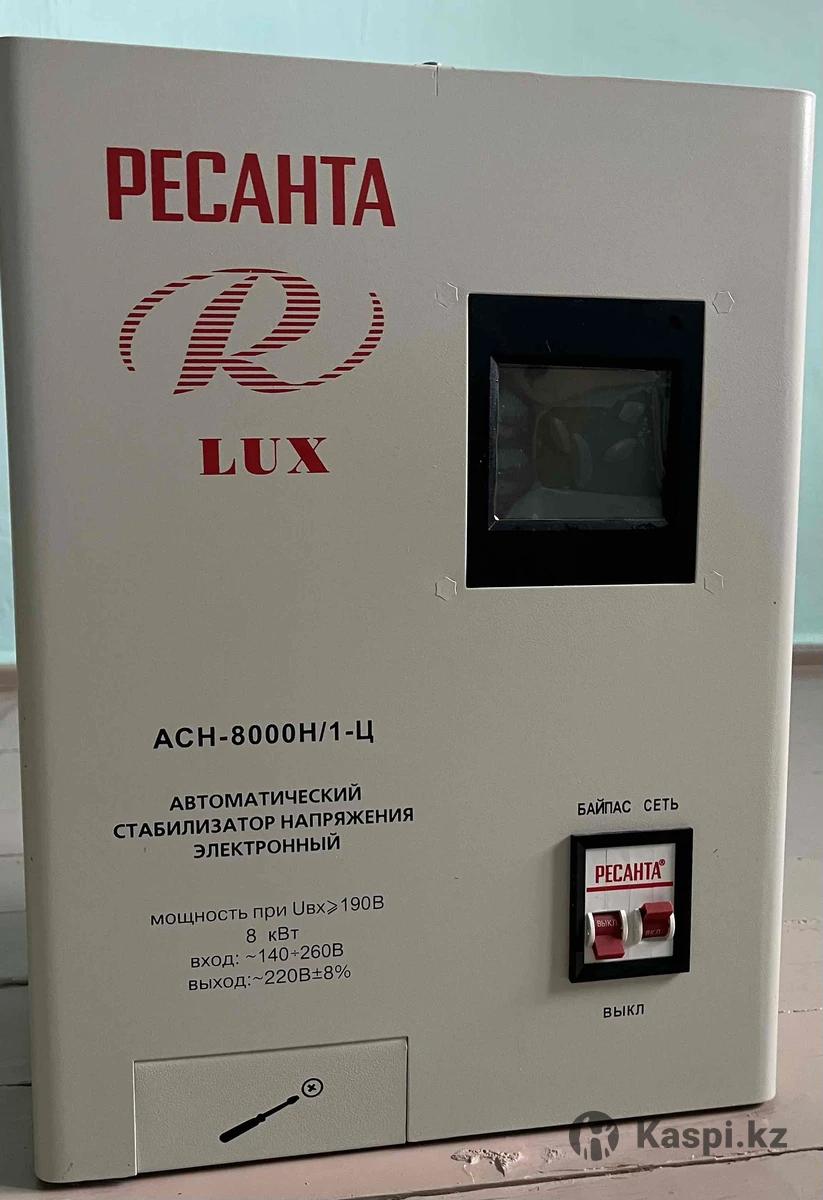 РЕСАНТА
R
LUX
АСН-8000Н/1-Ц
АВТОМАТИЧЕСКИЙ
СТАБИЛИЗАТОР НАПРЯЖЕНИЯ
ЭЛЕКТРОННЫЙ
мощность при Uвх⩾190В
8 кВт
вход: ~140÷260В
выход:~220В±8%
БАЙПАС СЕТЬ
РЕСАНТА®
ВЫКЛ ВКЛ
ВЫКЛ
Kaspi.kz